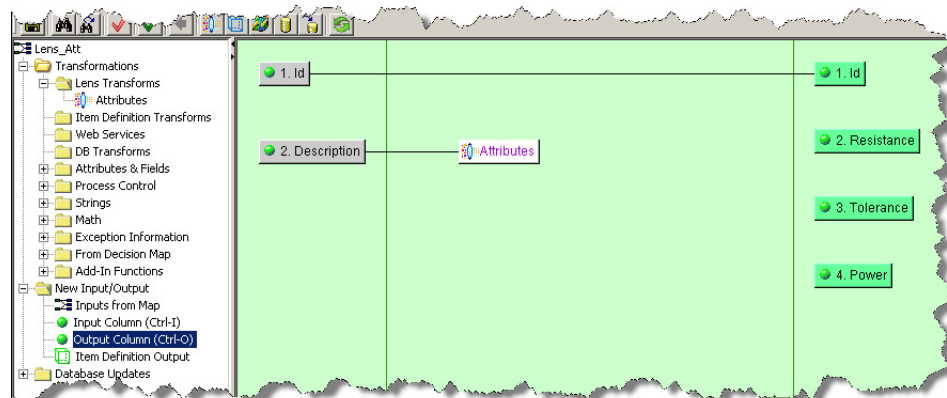 Lens_Att
Transformations
Lens Transforms
Attributes
Item Definition Transforms
Web Services
DB Transforms
Attributes & Fields
Process Control
Strings
Math
Exception Information
From Decision Map
Add-In Functions
New Input/Output
Inputs from Map
Input Column (Ctrl-I)
Output Column (Ctrl-O)
Item Definition Output
Database Updates
1. Id
2. Description
Attributes
1. Id
2. Resistance
3. Tolerance
4. Power